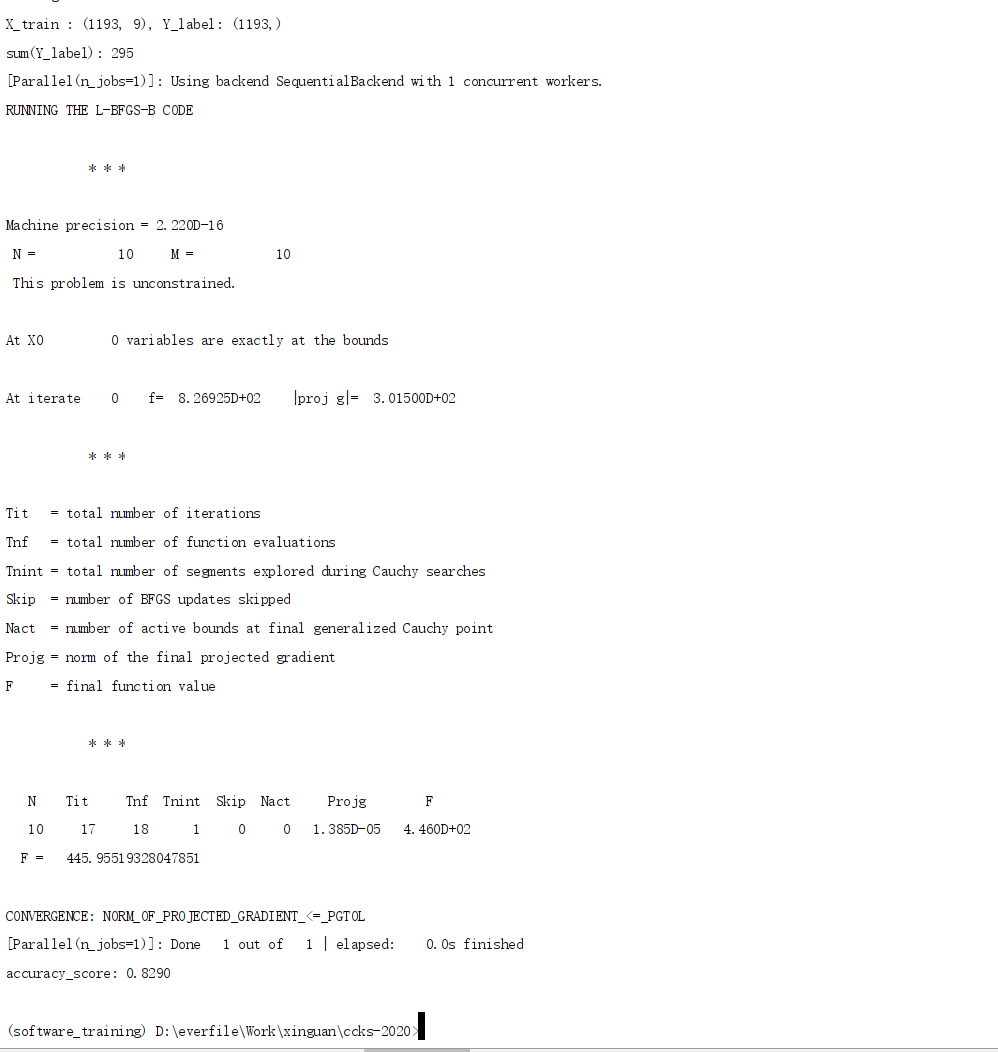 X_train : (1193, 9), Y_label: (1193,)
sum(Y_label): 295
[Parallel(n_jobs=1)]: Using backend SequentialBackend with 1 concurrent workers.
RUNNING THE L-BFGS-B CODE
* * *
Machine precision = 2.220D-16
N = 10 M = 10
This problem is unconstrained.
At X0 0 variables are exactly at the bounds
At iterate 0 f= 8.26925D+02 |proj g|= 3.01500D+02
* * *
Tit = total number of iterations
Tnf = total number of function evaluations
Tnint = total number of segments explored during Cauchy searches
Skip = number of BFGS updates skipped
Nact = number of active bounds at final generalized Cauchy point
Projg = norm of the final projected gradient
F = final function value
* * *
N Tit Tnf Tnint Skip Nact Projg F
10 17 18 1 0 0 1.385D-05 4.460D+02
F = 445.95519328047851
CONVERGENCE: NORM_OF_PROJECTED_GRADIENT_<=_PGTOL
[Parallel(n_jobs=1)]: Done 1 out of 1 | elapsed: 0.0s finished
accuracy_score: 0.8290
(software_training) D:\everfile\Work\xinguan\ccks-2020>